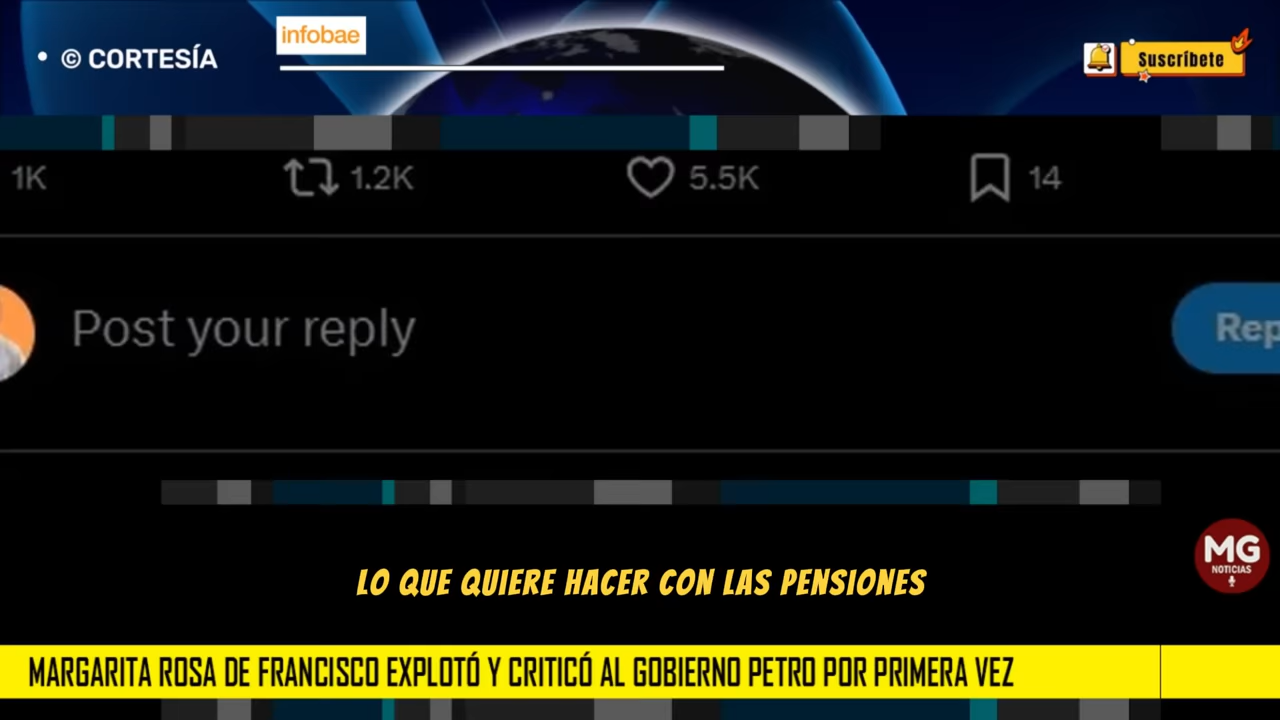 infobae
• © CORTESÍA
Suscríbete
1K
1.2K
5.5K
14
Post your reply
Rep
MG
NOTICIAS
LO QUE QUIERE HACER CON LAS PENSIONES
MARGARITA ROSA DE FRANCISCO EXPLOTÓ Y CRITICÓ AL GOBIERNO PETRO POR PRIMERA VEZ